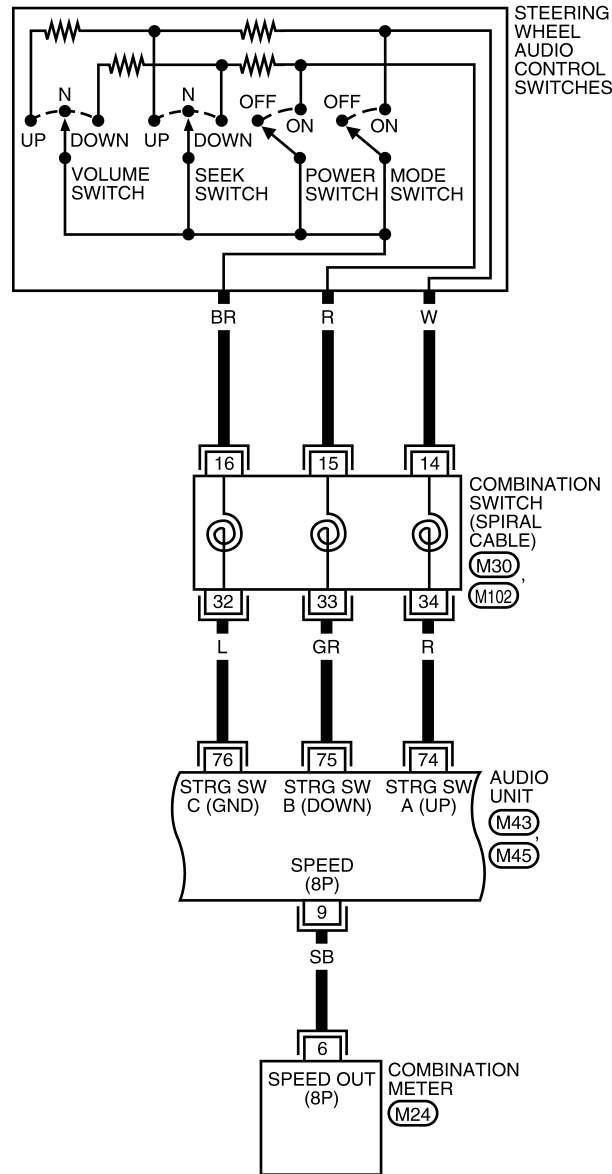 STEERING
WHEEL
AUDIO
CONTROL
SWITCHES
N
N
OFF
OFF
UP
DOWN
UP
DOWN
ON
ON
VOLUME
SWITCH
SEEK
SWITCH
POWER
SWITCH
MODE
SWITCH
BR
R
W
16
15
14
COMBINATION
SWITCH
(SPIRAL
CABLE)
M30
,
M102
32
33
34
L
GR
R
76
75
74
STRG SW
C (GND)
STRG SW
B (DOWN)
STRG SW
A (UP)
AUDIO
UNIT
M43
,
M45
SPEED
(8P)
9
SB
6
SPEED OUT
(8P)
COMBINATION
METER
M24